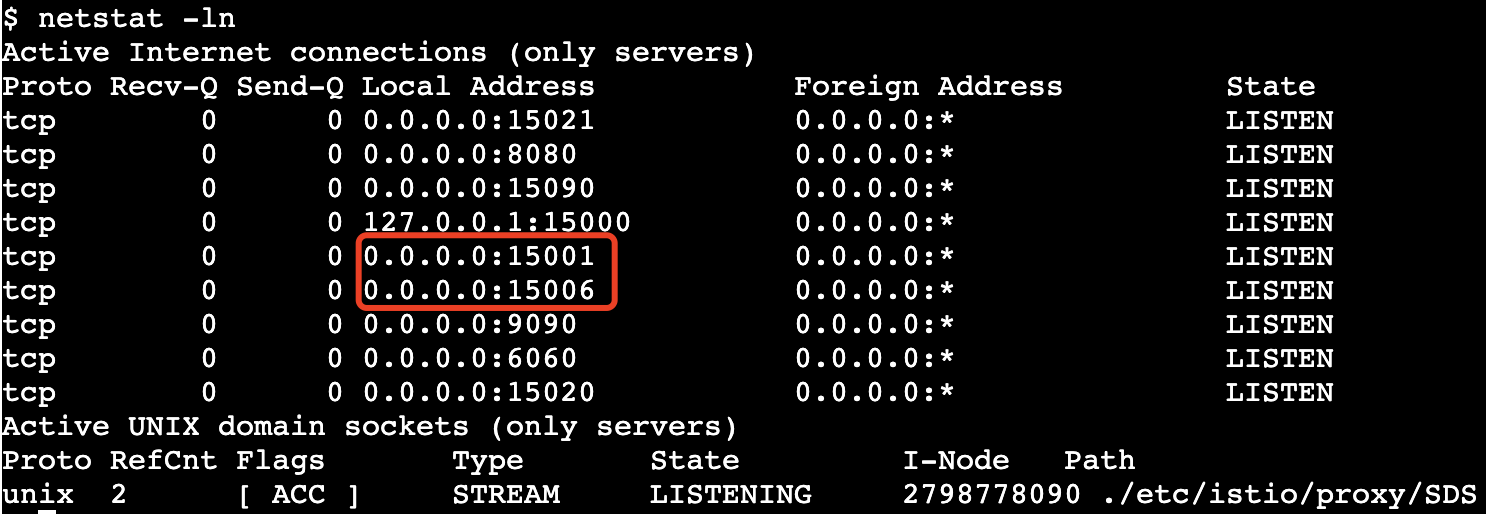 $ netstat -ln
Active Internet connections (only servers)
Proto Recv-Q Send-Q Local Address           Foreign Address         State
tcp        0      0 0.0.0.0:15021           0.0.0.0:*               LISTEN
tcp        0      0 0.0.0.0:8080            0.0.0.0:*               LISTEN
tcp        0      0 0.0.0.0:15090           0.0.0.0:*               LISTEN
tcp        0      0 127.0.0.1:15000         0.0.0.0:*               LISTEN
tcp        0      0 0.0.0.0:15001           0.0.0.0:*               LISTEN
tcp        0      0 0.0.0.0:15006           0.0.0.0:*               LISTEN
tcp        0      0 0.0.0.0:9090            0.0.0.0:*               LISTEN
tcp        0      0 0.0.0.0:6060            0.0.0.0:*               LISTEN
tcp        0      0 0.0.0.0:15020           0.0.0.0:*               LISTEN
Active UNIX domain sockets (only servers)
Proto RefCnt Flags       Type       State         I-Node   Path
unix  2      [ ACC ]     STREAM     LISTENING     2798778090 ./etc/istio/proxy/SDS